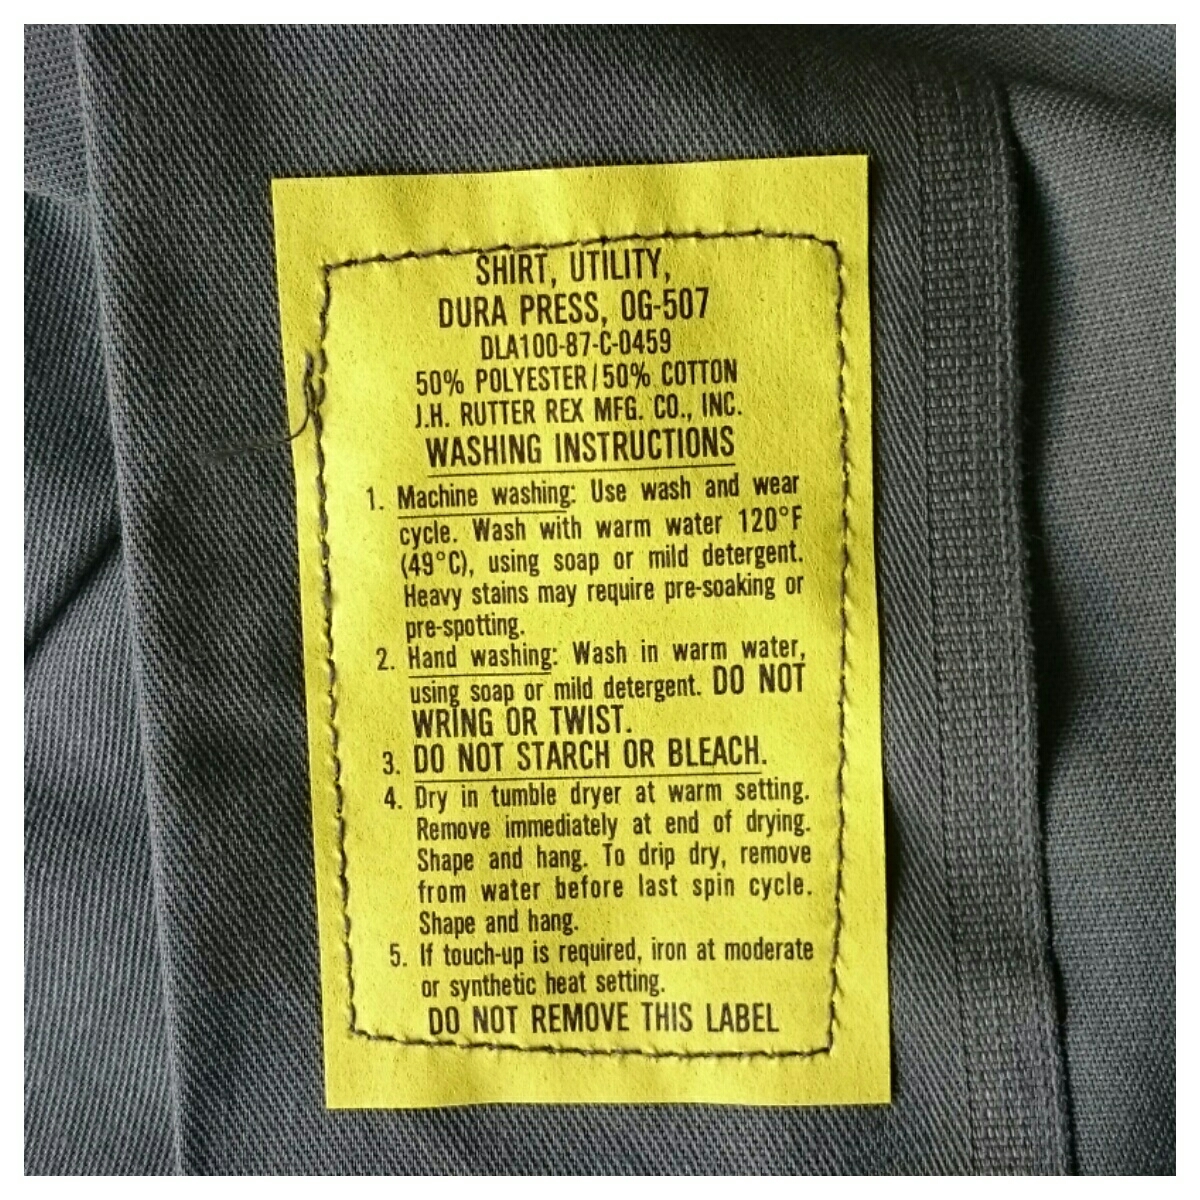 SHIRT, UTILITY,
DURA PRESS, OG-507
DLA100-87-C-0459
50% POLYESTER/50% COTTON
J.H. RUTTER REX MFG. CO., INC.
WASHING INSTRUCTIONS
1. Machine washing: Use wash and wear
cycle. Wash with warm water 120°F
(49°C), using soap or mild detergent.
Heavy stains may require pre-soaking or
pre-spotting.
2. Hand washing: Wash in warm water,
using soap or mild detergent. DO NOT
WRING OR TWIST.
3. DO NOT STARCH OR BLEACH.
4. Dry in tumble dryer at warm setting.
Remove immediately at end of drying.
Shape and hang. To drip dry, remove
from water before last spin cycle.
Shape and hang.
5. If touch-up is required, iron at moderate
or synthetic heat setting.
DO NOT REMOVE THIS LABEL